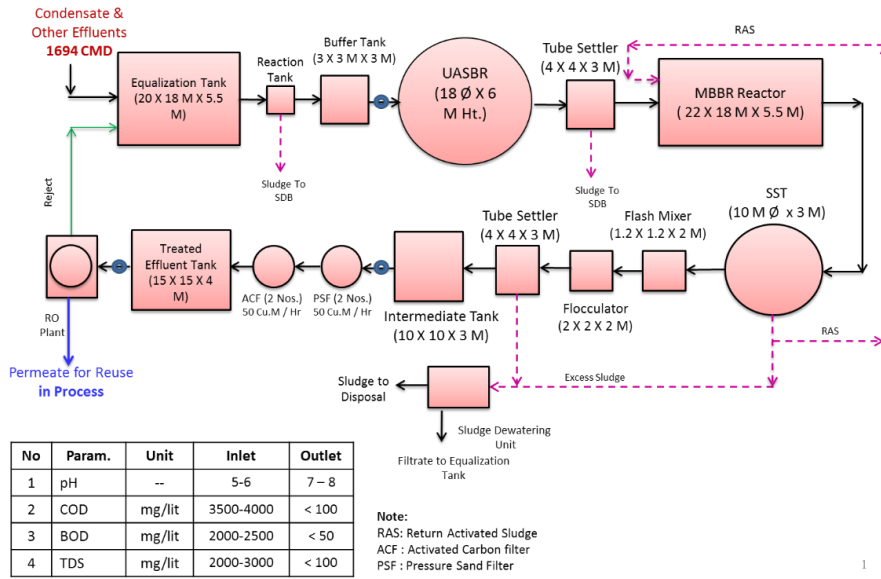 Condensate &
Other Effluents
1694 CMD
Equalization Tank
(20 X 18 M X 5.5
M)
Reaction
Tank
Buffer Tank
(3 X 3 M X 3 M)
UASBR
(18 Ø X 6
M Ht.)
Tube Settler
(4 X 4 X 3 M)
RAS
MBBR Reactor
( 22 X 18 M X 5.5 M)
Sludge To
SDB
Sludge To
SDB
Reject
RO
Plant
Treated
Effluent Tank
(15 X 15 X 4
M)
ACF (2 Nos.)
50 Cu.M / Hr
PSF (2 Nos.)
50 Cu.M / Hr
Intermediate Tank
(10 X 10 X 3 M)
Tube Settler
(4 X 4 X 3 M)
Flocculator
(2 X 2 X 2 M)
Flash Mixer
(1.2 X 1.2 X 2 M)
SST
(10 M Ø x 3 M)
RAS
Permeate for Reuse
in Process
Excess Sludge
Sludge to
Disposal
Sludge Dewatering
Unit
Filtrate to Equalization
Tank
No Param. Unit Inlet Outlet
1 pH -- 5-6 7 – 8
2 COD mg/lit 3500-4000 < 100
3 BOD mg/lit 2000-2500 < 50
4 TDS mg/lit 2000-3000 < 100
Note:
RAS: Return Activated Sludge
ACF : Activated Carbon filter
PSF : Pressure Sand Filter
1